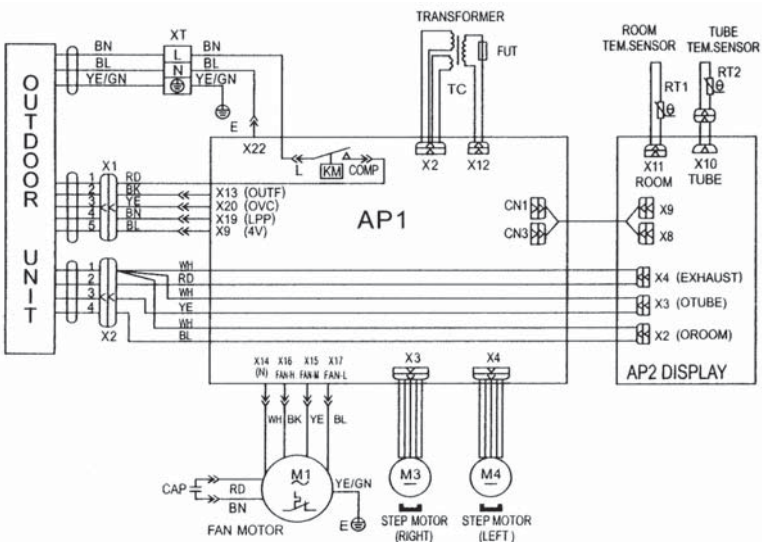 TRANSFORMER
ROOM TEM.SENSOR
TUBE TEM.SENSOR
FUT
TC
RT1
θ
RT2
θ
OUTDOOR UNIT
XT
BN L BN
BL N BL
YE/GN YE/GN
E
X22
L KM COMP
X2
X12
X11 ROOM
X10 TUBE
X1
1 RD
2 BK X13 (OUTF)
3 YE X20 (OVC)
4 BN X19 (LPP)
5 BL X9 (4V)
AP1
CN1
CN3
X9
X8
1 WH
2 RD X4 (EXHAUST)
3 WH
4 YE X3 (OTUBE)
WH
BL X2 (OROOM)
X2
X14 (N)
X16 FAN-H
X15 FAN-M
X17 FAN-L
X3
X4
AP2 DISPLAY
WH BK YE BL
M1
~
CAP
RD
BN
YE/GN
E
FAN MOTOR
M3
M4
STEP MOTOR (RIGHT)
STEP MOTOR (LEFT )